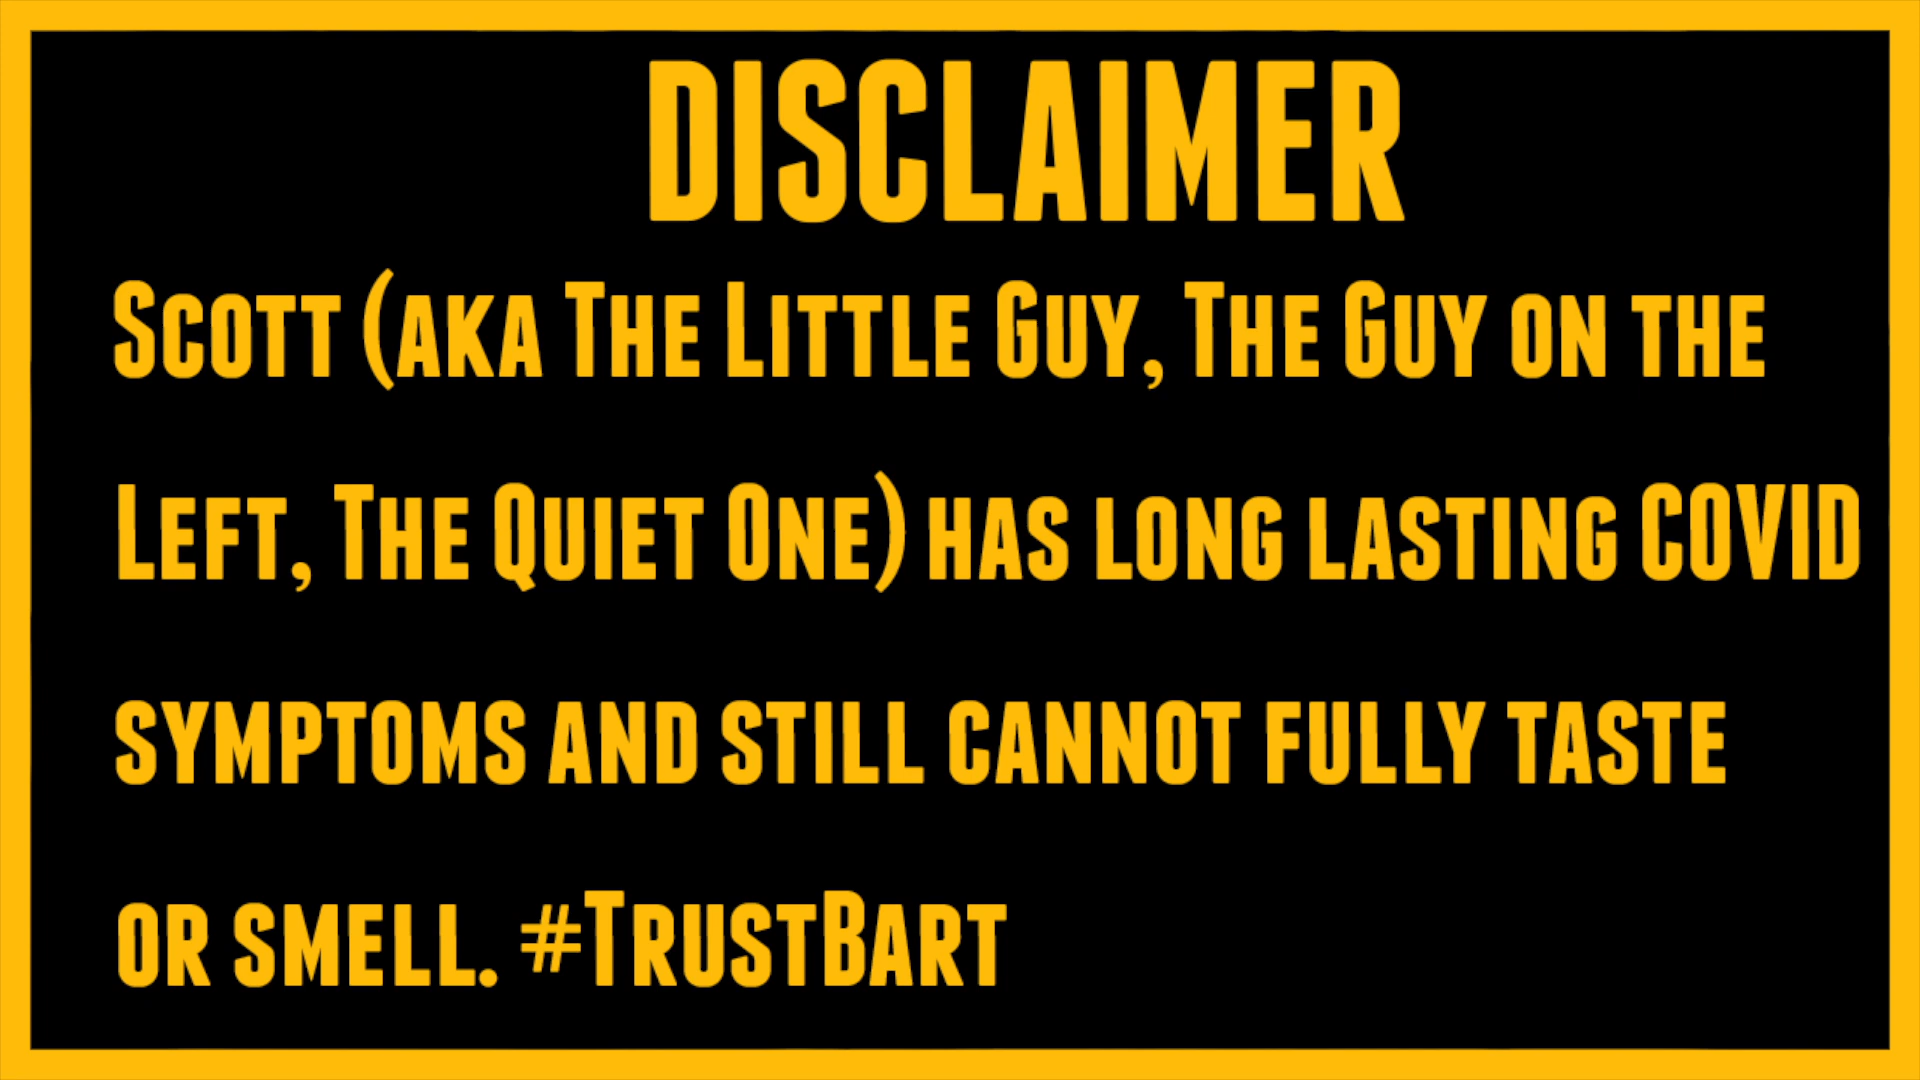 DISCLAIMER
Scott (aka The Little Guy, The Guy on the
Left, The Quiet One) has long lasting COVID
symptoms and still cannot fully taste
or smell. #TrustBart